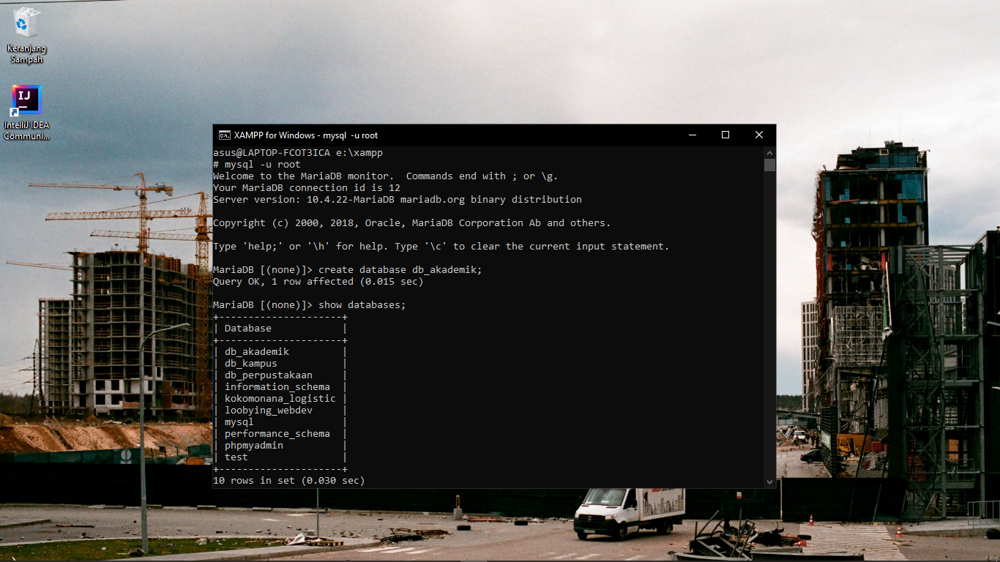 Keranjang
Sampah
IJ
IntelliJ IDEA
Communi...
XAMPP for Windows - mysql  -u root
asus@LAPTOP-FCOT3ICA e:\xampp
# mysql -u root
Welcome to the MariaDB monitor.  Commands end with ; or \g.
Your MariaDB connection id is 12
Server version: 10.4.22-MariaDB mariadb.org binary distribution
Copyright (c) 2000, 2018, Oracle, MariaDB Corporation Ab and others.
Type 'help;' or '\h' for help. Type '\c' to clear the current input statement.
MariaDB [(none)]> create database db_akademik;
Query OK, 1 row affected (0.015 sec)
MariaDB [(none)]> show databases;
+---------------------+
| Database            |
+---------------------+
| db_akademik         |
| db_kampus           |
| db_perpustakaan     |
| information_schema  |
| kokomonana_logistic |
| loobying_webdev     |
| mysql               |
| performance_schema  |
| phpmyadmin          |
| test                |
+---------------------+
10 rows in set (0.030 sec)